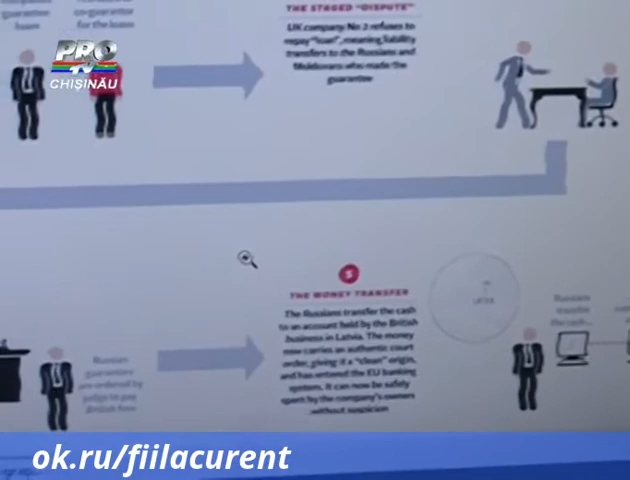 guarantee
loans
co-guarantor
for the loans
THE STAGED "DISPUTE"
UK company No 2 refuses to
repay "loan", meaning liability
transfers to the Russians and
Moldovans who made the
guarantee
PRO
TV
CHIȘINĂU
5
THE MONEY TRANSFER
The Russians transfer the cash
to an account held by the British
business in Latvia. The money
now carries an authentic court
order, giving it a "clean" origin,
and has entered the EU banking
system. It can now be safely
spent by the company's owners
without suspicion
Russian
guarantors
are ordered by
judge to pay
British firm
LATVIA
Russians
transfer
the cash...
ok.ru/fiilacurent